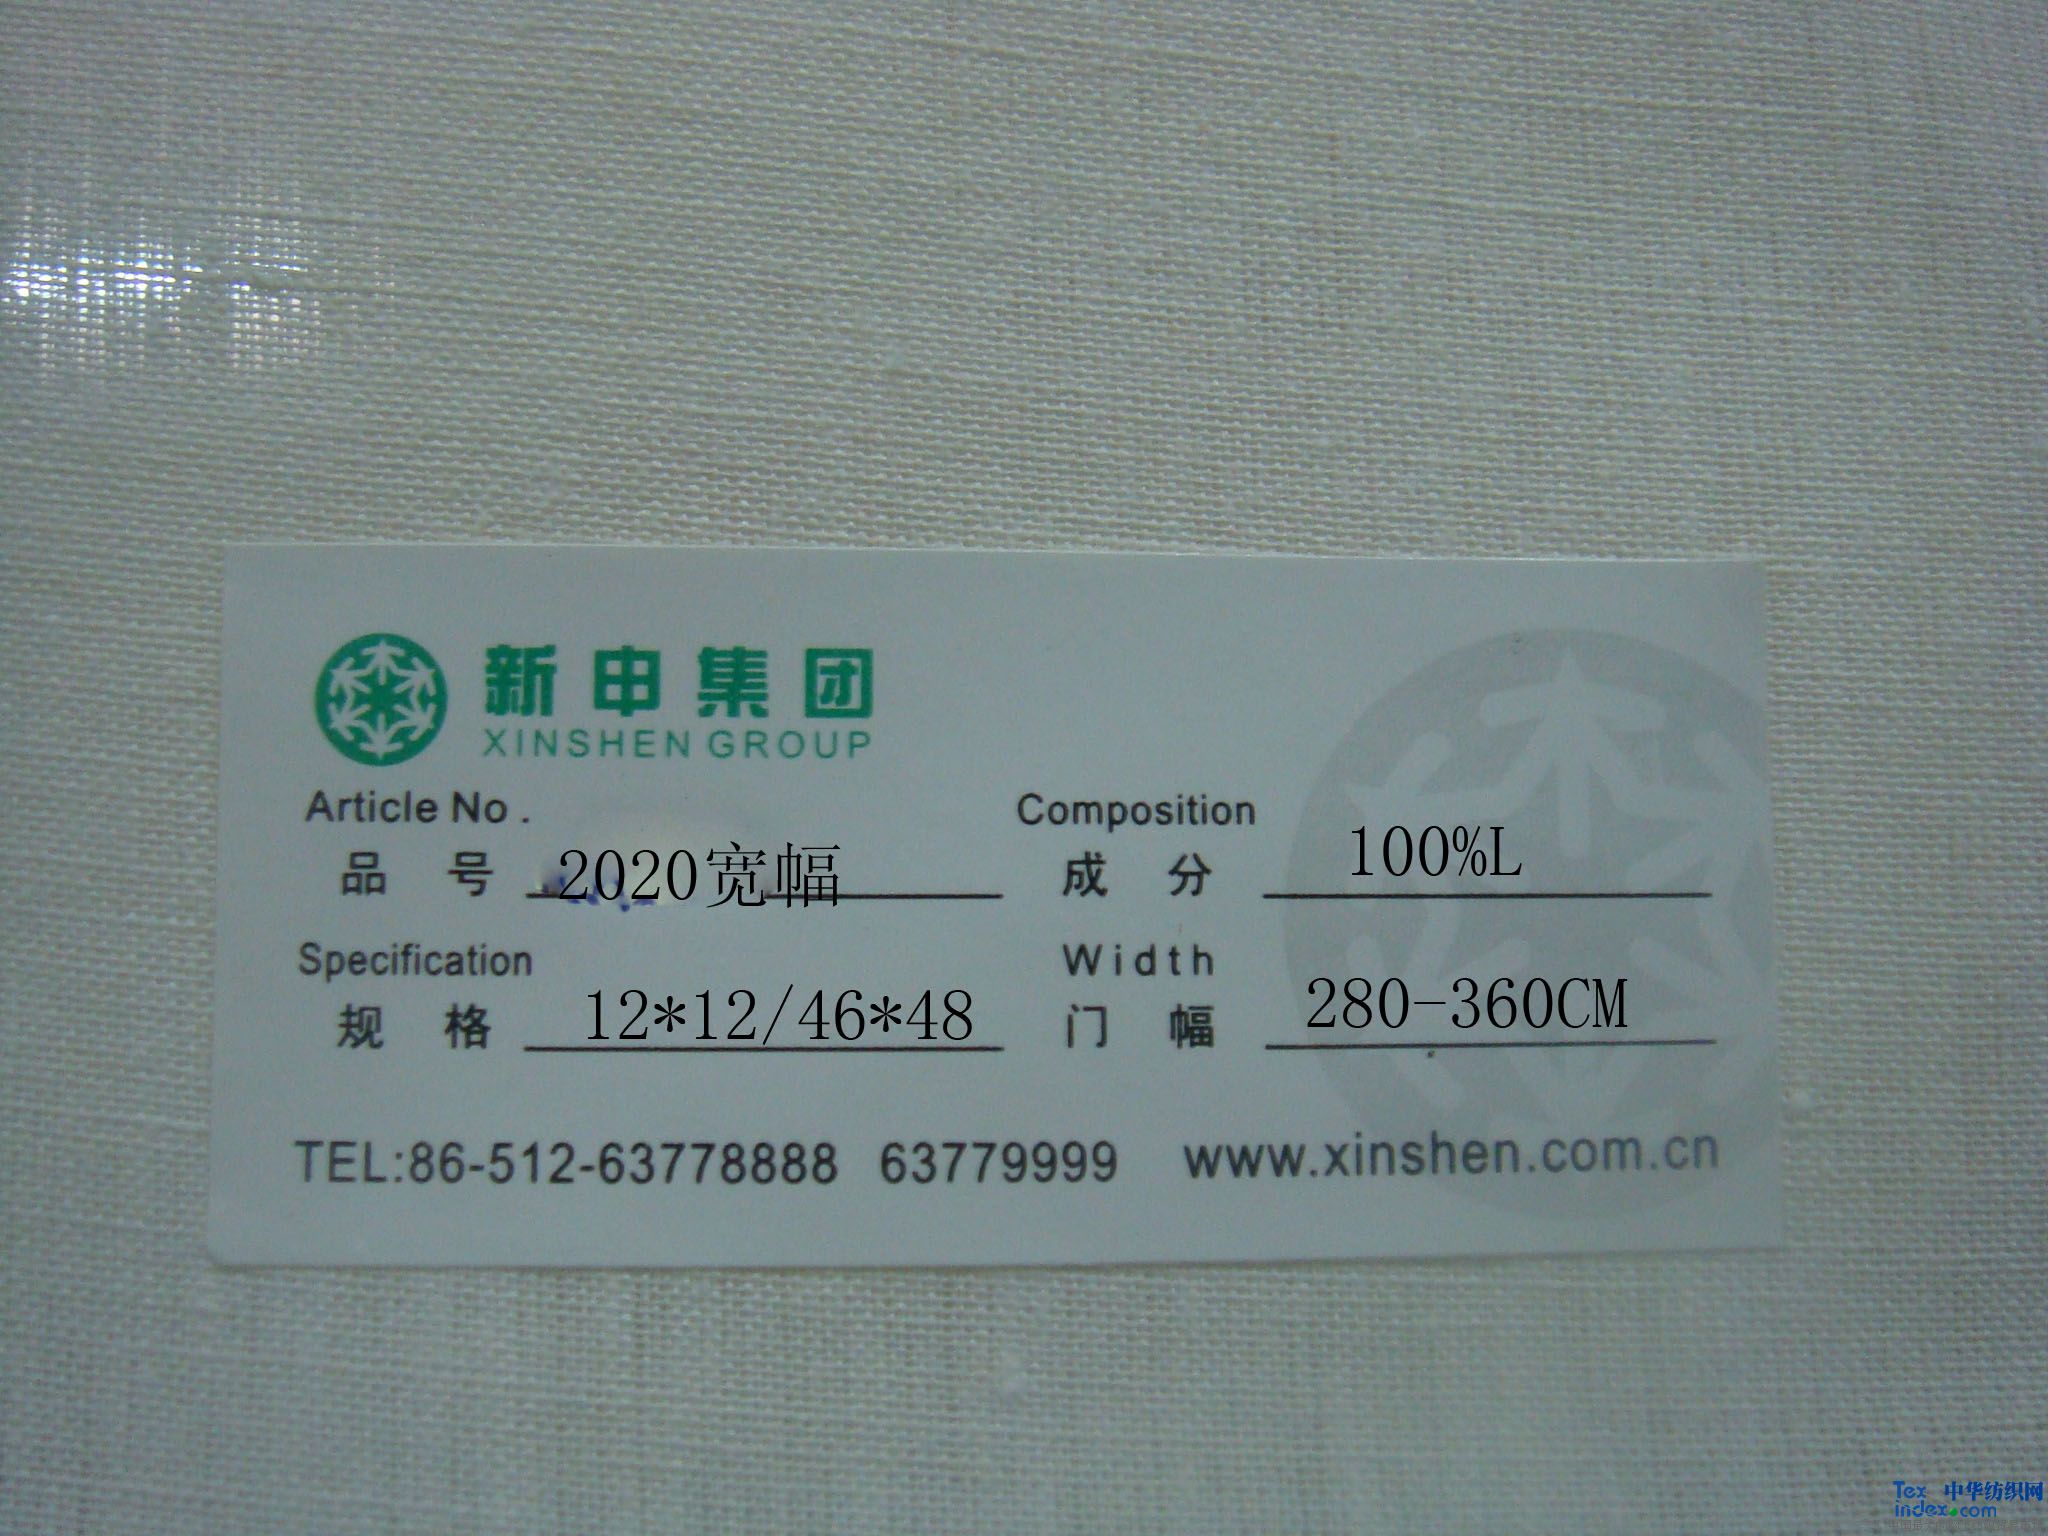 新申集团
XINSHEN GROUP
Article No. Composition
品 号 2020宽幅 成 分 100%L
Specification Width
规 格 12*12/46*48 门 幅 280-360CM
TEL:86-512-63778888 63779999 www.xinshen.com.cn
Tex 中华纺织网
index.com